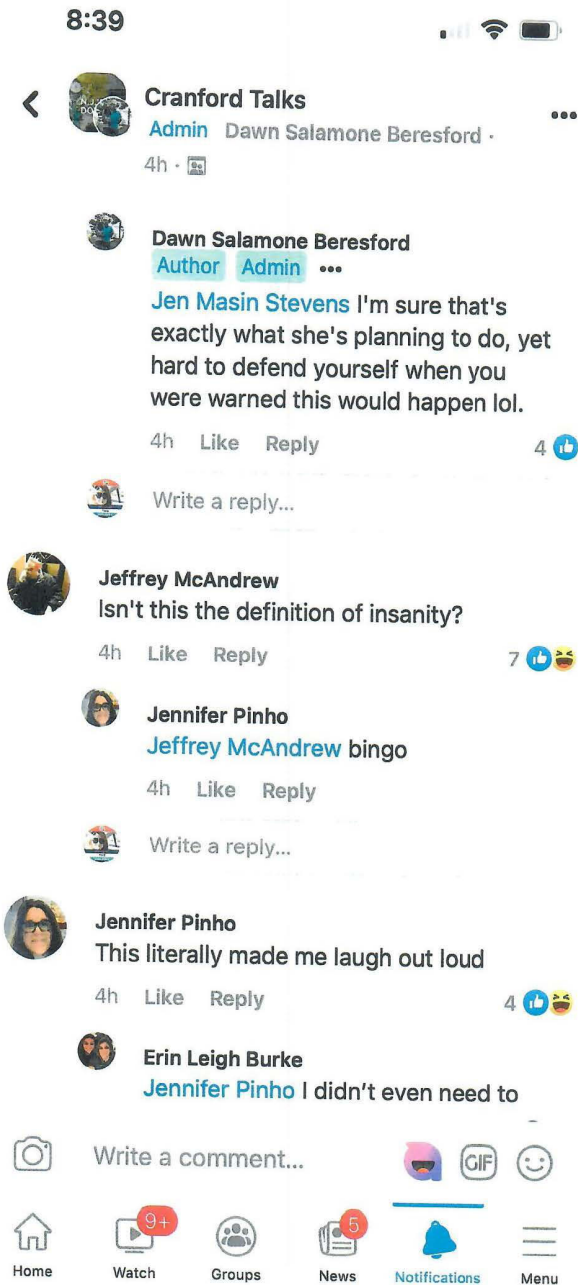 8:39
Cranford Talks
Admin Dawn Salamone Beresford ·
4h ·
Dawn Salamone Beresford
Author Admin •••
Jen Masin Stevens I'm sure that's
exactly what she's planning to do, yet
hard to defend yourself when you
were warned this would happen lol.
4h Like Reply 4
Write a reply...
Jeffrey McAndrew
Isn't this the definition of insanity?
4h Like Reply 7
Jennifer Pinho
Jeffrey McAndrew bingo
4h Like Reply
Write a reply...
Jennifer Pinho
This literally made me laugh out loud
4h Like Reply 4
Erin Leigh Burke
Jennifer Pinho I didn't even need to
Write a comment... GIF
9+ 5
Home Watch Groups News Notifications Menu